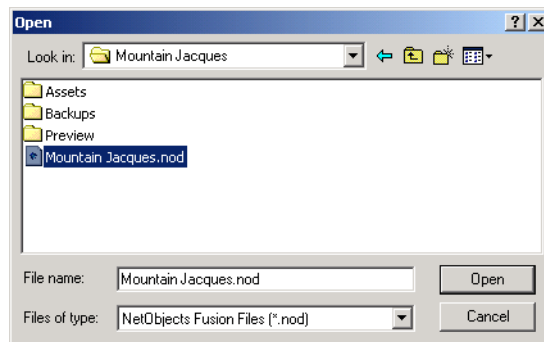 Open
Look in: Mountain Jacques
Assets
Backups
Preview
Mountain Jacques.nod
File name: Mountain Jacques.nod Open
Files of type: NetObjects Fusion Files (*.nod) Cancel